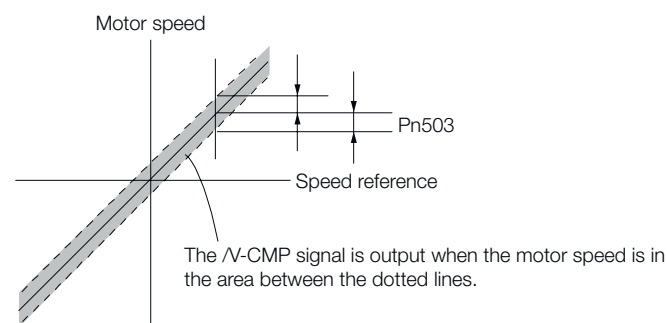 Motor speed
Pn503
Speed reference
The /V-CMP signal is output when the motor speed is in
the area between the dotted lines.